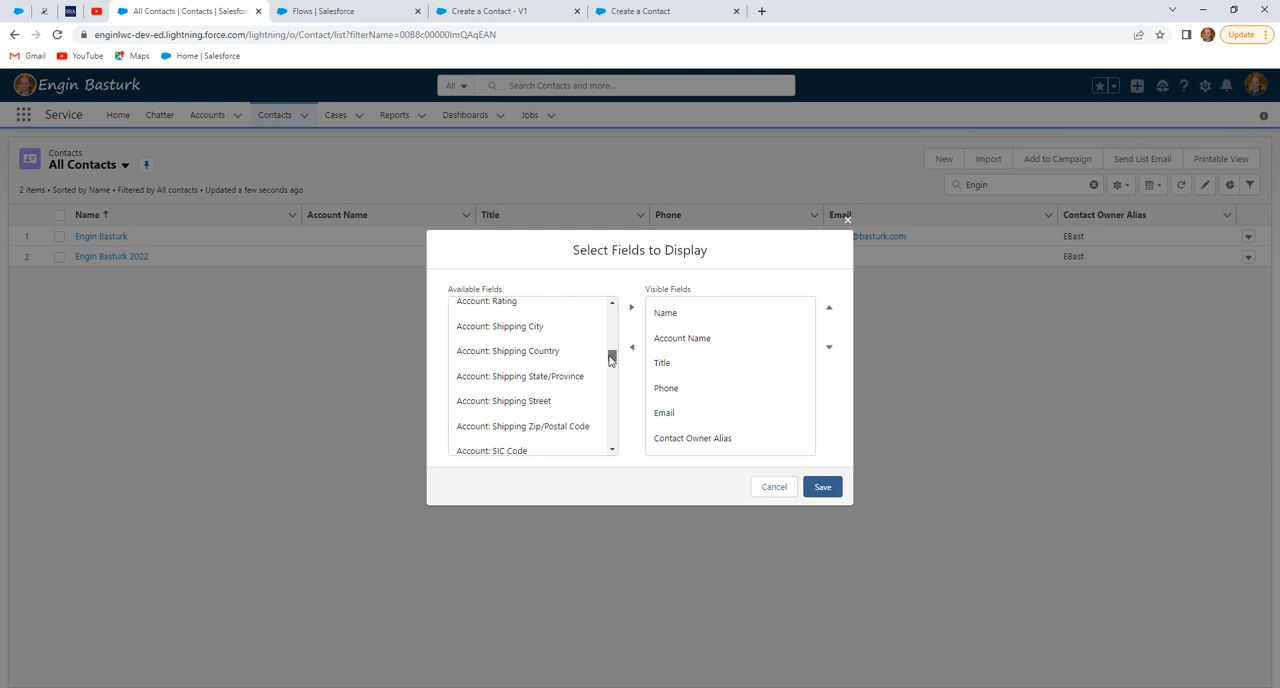 All Contacts | Contacts | Salesfor
Flows | Salesforce
Create a Contact - V1
Create a Contact
enginlwc-dev-ed.lightning.force.com/lightning/o/Contact/list?filterName=00B8c00000ImQAqEAN
Update
Gmail YouTube Maps Home | Salesforce
Engin Basturk
All Search Contacts and more...
Service Home Chatter Accounts Contacts Cases Reports Dashboards Jobs
Contacts
All Contacts
New Import Add to Campaign Send List Email Printable View
2 items • Sorted by Name • Filtered by All contacts • Updated a few seconds ago
Engin
Name ↑ Account Name Title Phone Email Contact Owner Alias
1 Engin Basturk @basturk.com EBast
2 Engin Basturk 2022 EBast
Select Fields to Display
Available Fields
Account: Rating
Account: Shipping City
Account: Shipping Country
Account: Shipping State/Province
Account: Shipping Street
Account: Shipping Zip/Postal Code
Account: SIC Code
Visible Fields
Name
Account Name
Title
Phone
Email
Contact Owner Alias
Cancel Save